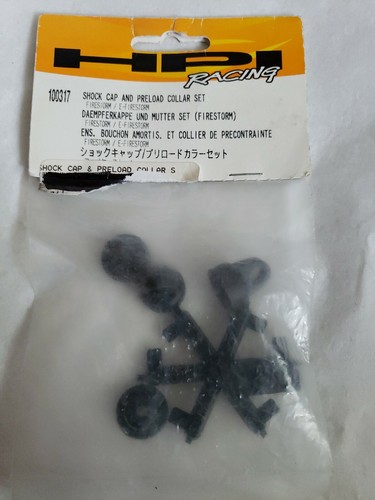 HPI
RACING
100317 SHOCK CAP AND PRELOAD COLLAR SET
FIRESTORM / E-FIRESTORM
DAEMPFERKAPPE UND MUTTER SET (FIRESTORM)
FIRESTORM / E-FIRESTORM
ENS. BOUCHON AMORTIS. ET COLLIER DE PRECONTRAINTE
FIRESTORM / E-FIRESTORM
ショックキャップ/プリロードカラーセット
SHOCK CAP & PRELOAD COLLAR S